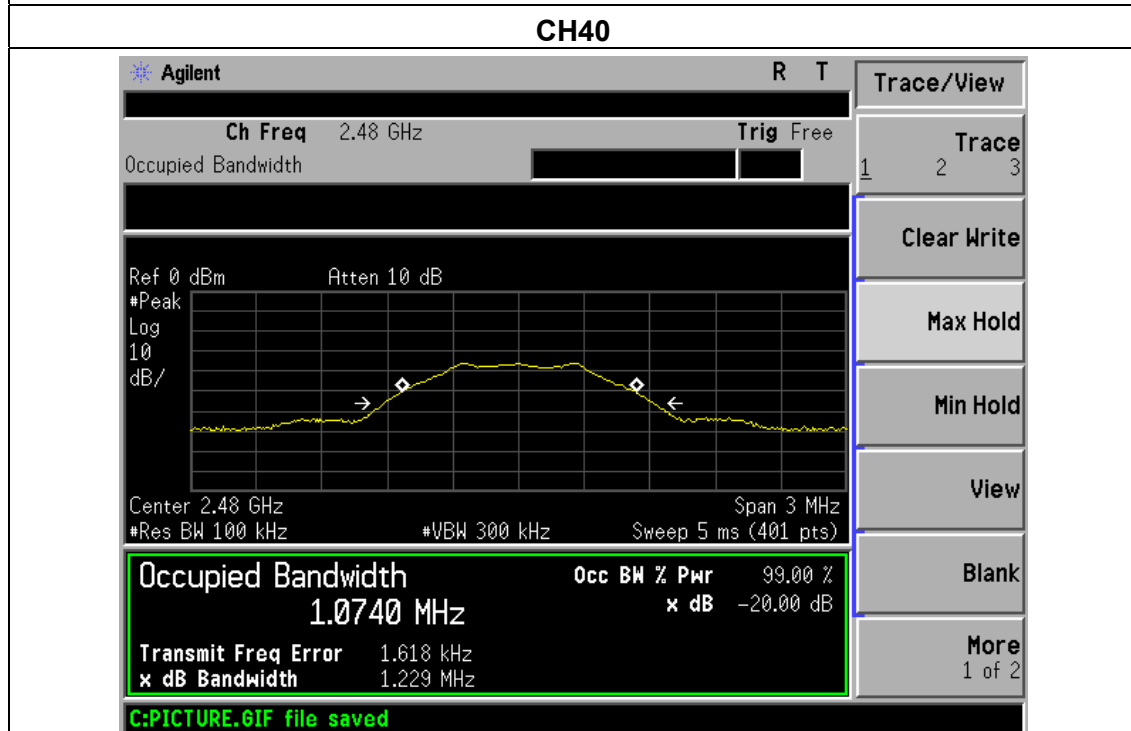 CH40
Agilent R T
Trace/View
Ch Freq 2.48 GHz Trig Free
Occupied Bandwidth
Trace
1 2 3
Clear Write
Ref 0 dBm Atten 10 dB
#Peak
Log
10
dB/
Max Hold
Min Hold
View
Center 2.48 GHz Span 3 MHz
#Res BW 100 kHz #VBW 300 kHz Sweep 5 ms (401 pts)
Occupied Bandwidth Occ BW % Pwr 99.00 %
1.0740 MHz x dB -20.00 dB
Blank
Transmit Freq Error 1.618 kHz
x dB Bandwidth 1.229 MHz
More
1 of 2
C:PICTURE.GIF file saved